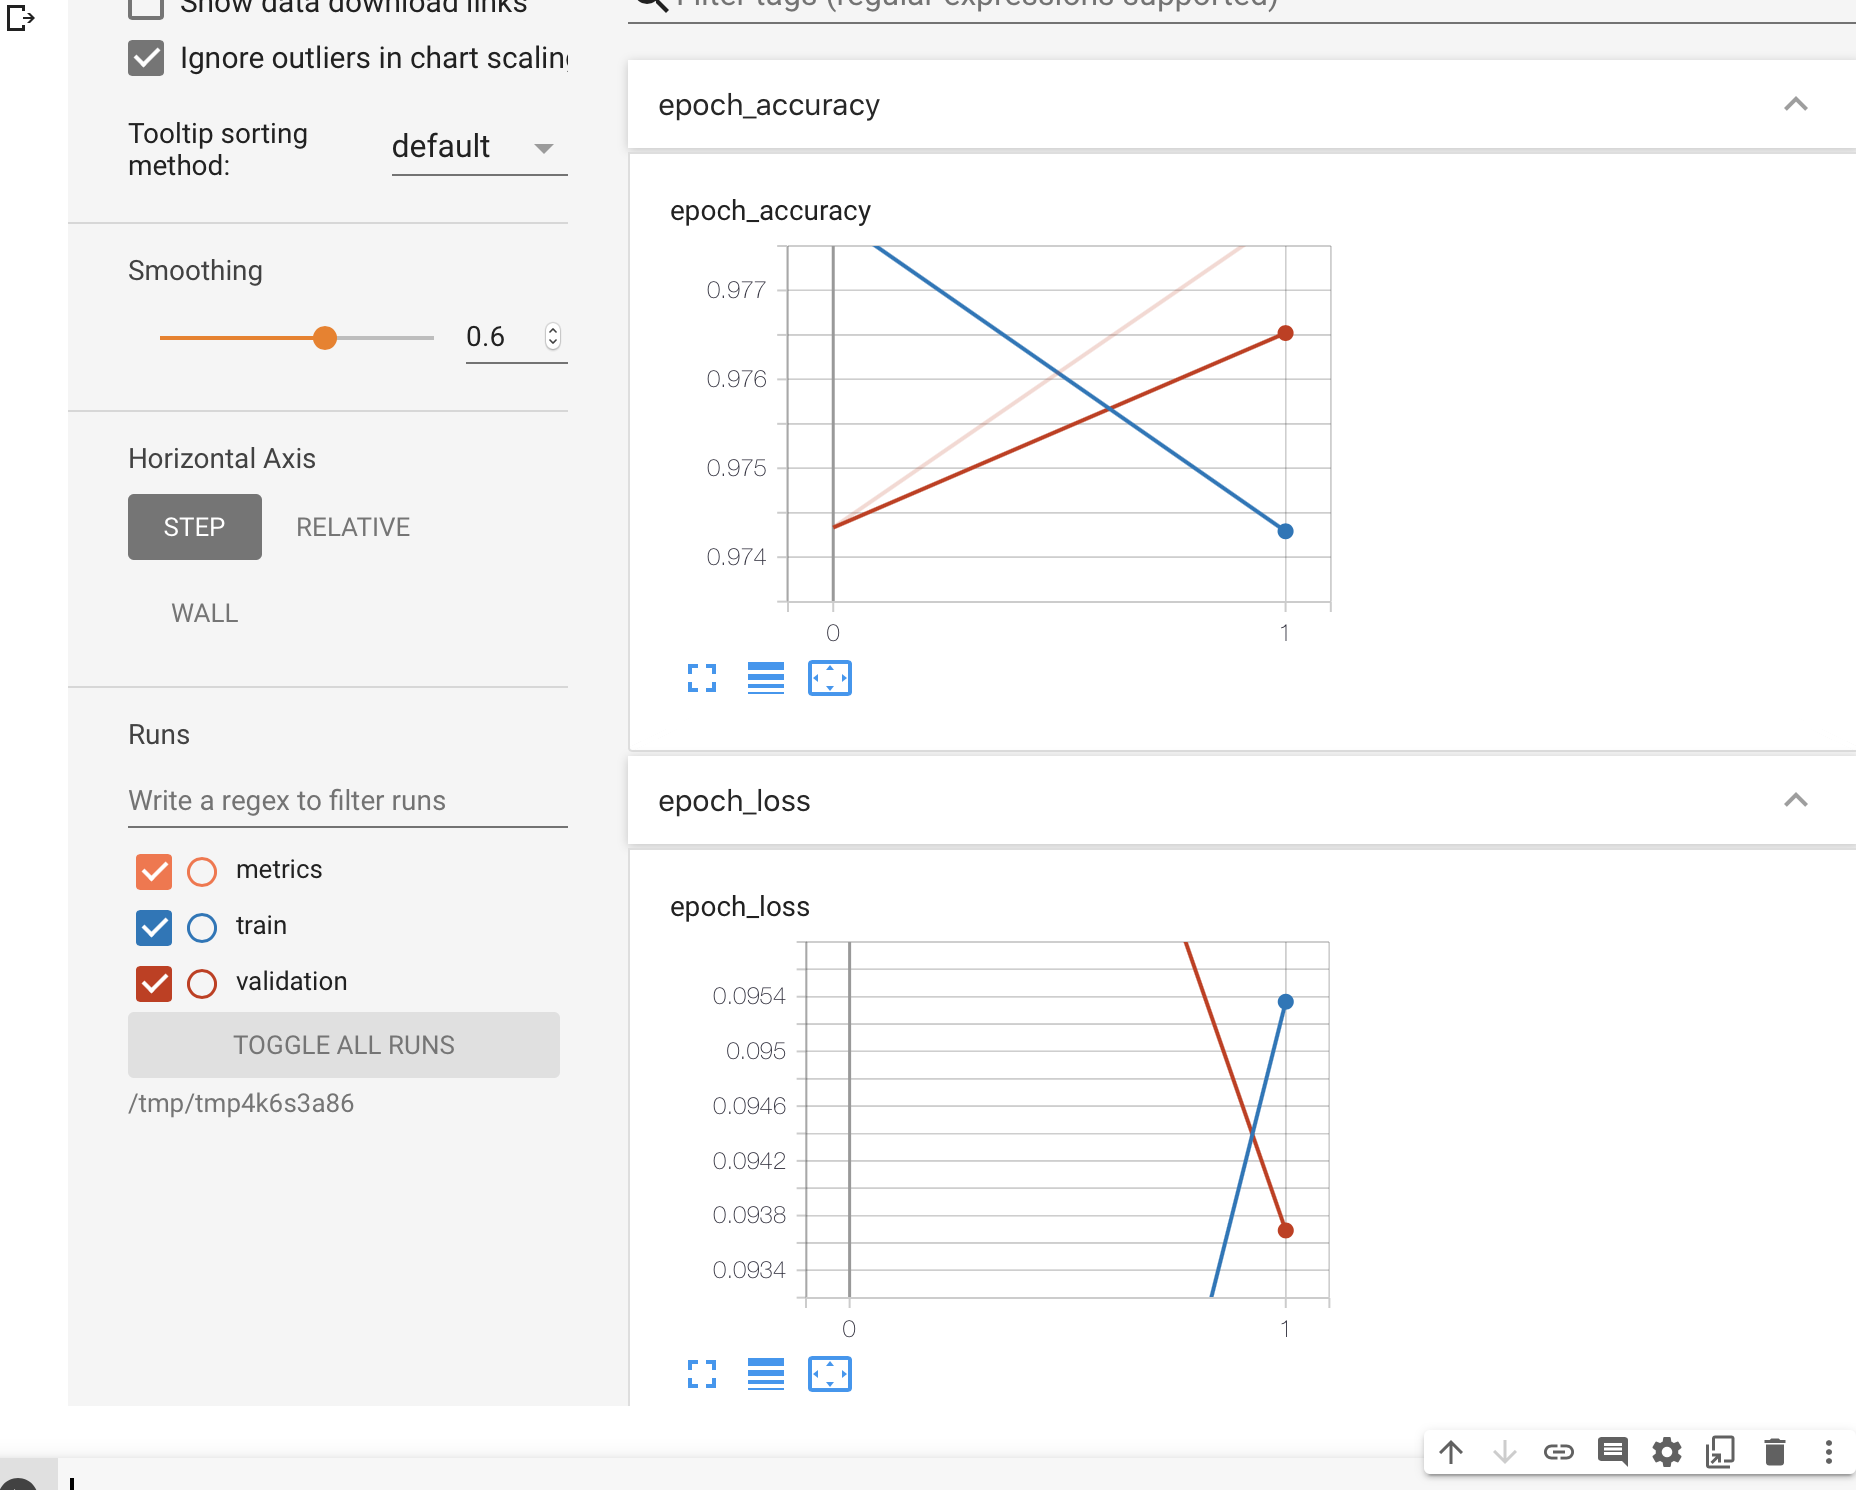 Show data download links
Ignore outliers in chart scaling
Tooltip sorting
method:
default
Smoothing
0.6
Horizontal Axis
STEP
RELATIVE
WALL
Runs
Write a regex to filter runs
metrics
train
validation
TOGGLE ALL RUNS
/tmp/tmp4k6s3a86
Filter tags (regular expressions supported)
epoch_accuracy
epoch_accuracy
0.977
0.976
0.975
0.974
0
1
epoch_loss
epoch_loss
0.0954
0.095
0.0946
0.0942
0.0938
0.0934
0
1